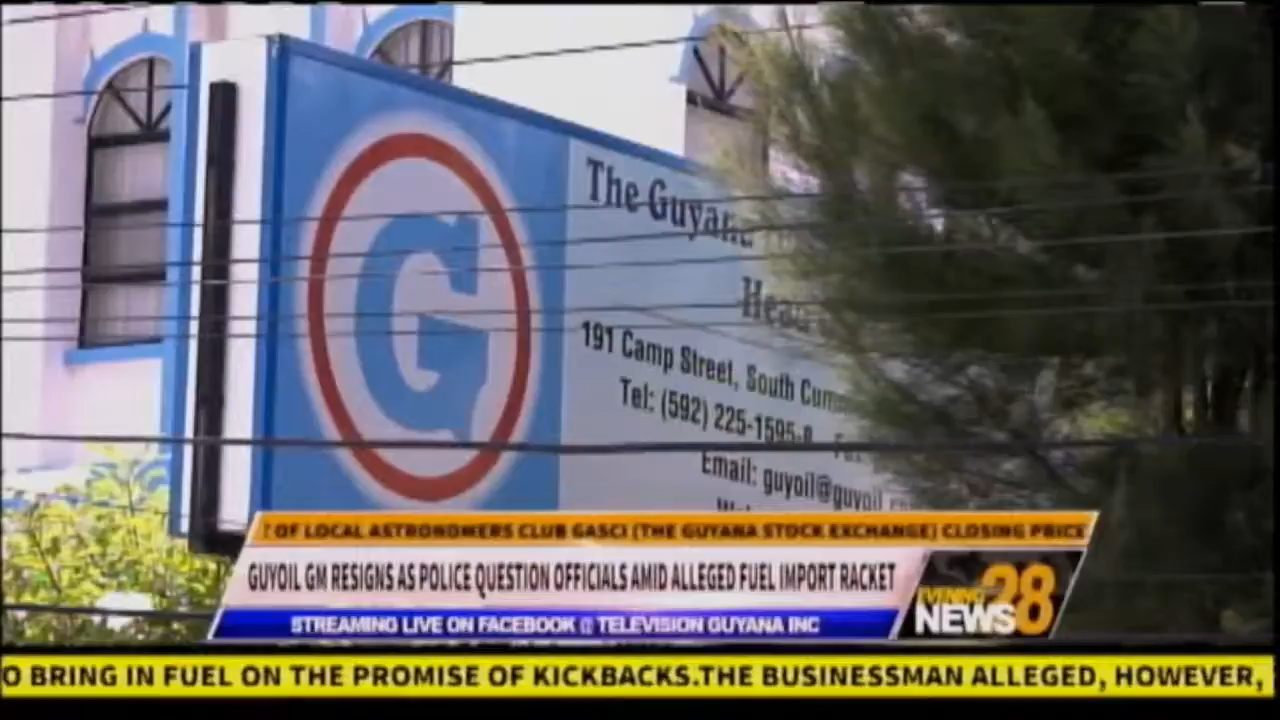 G
The Guyana
191 Camp Street, South Cum
Tel: (592) 225-1595-8
Email: guyoil@guyoil
OF LOCAL ASTRONOMERS CLUB GASCI (THE GUYANA STOCK EXCHANGE) CLOSING PRICE
GUYOIL GM RESIGNS AS POLICE QUESTION OFFICIALS AMID ALLEGED FUEL IMPORT RACKET
EVENING
NEWS 28
STREAMING LIVE ON FACEBOOK @ TELEVISION GUYANA INC
O BRING IN FUEL ON THE PROMISE OF KICKBACKS.THE BUSINESSMAN ALLEGED, HOWEVER,